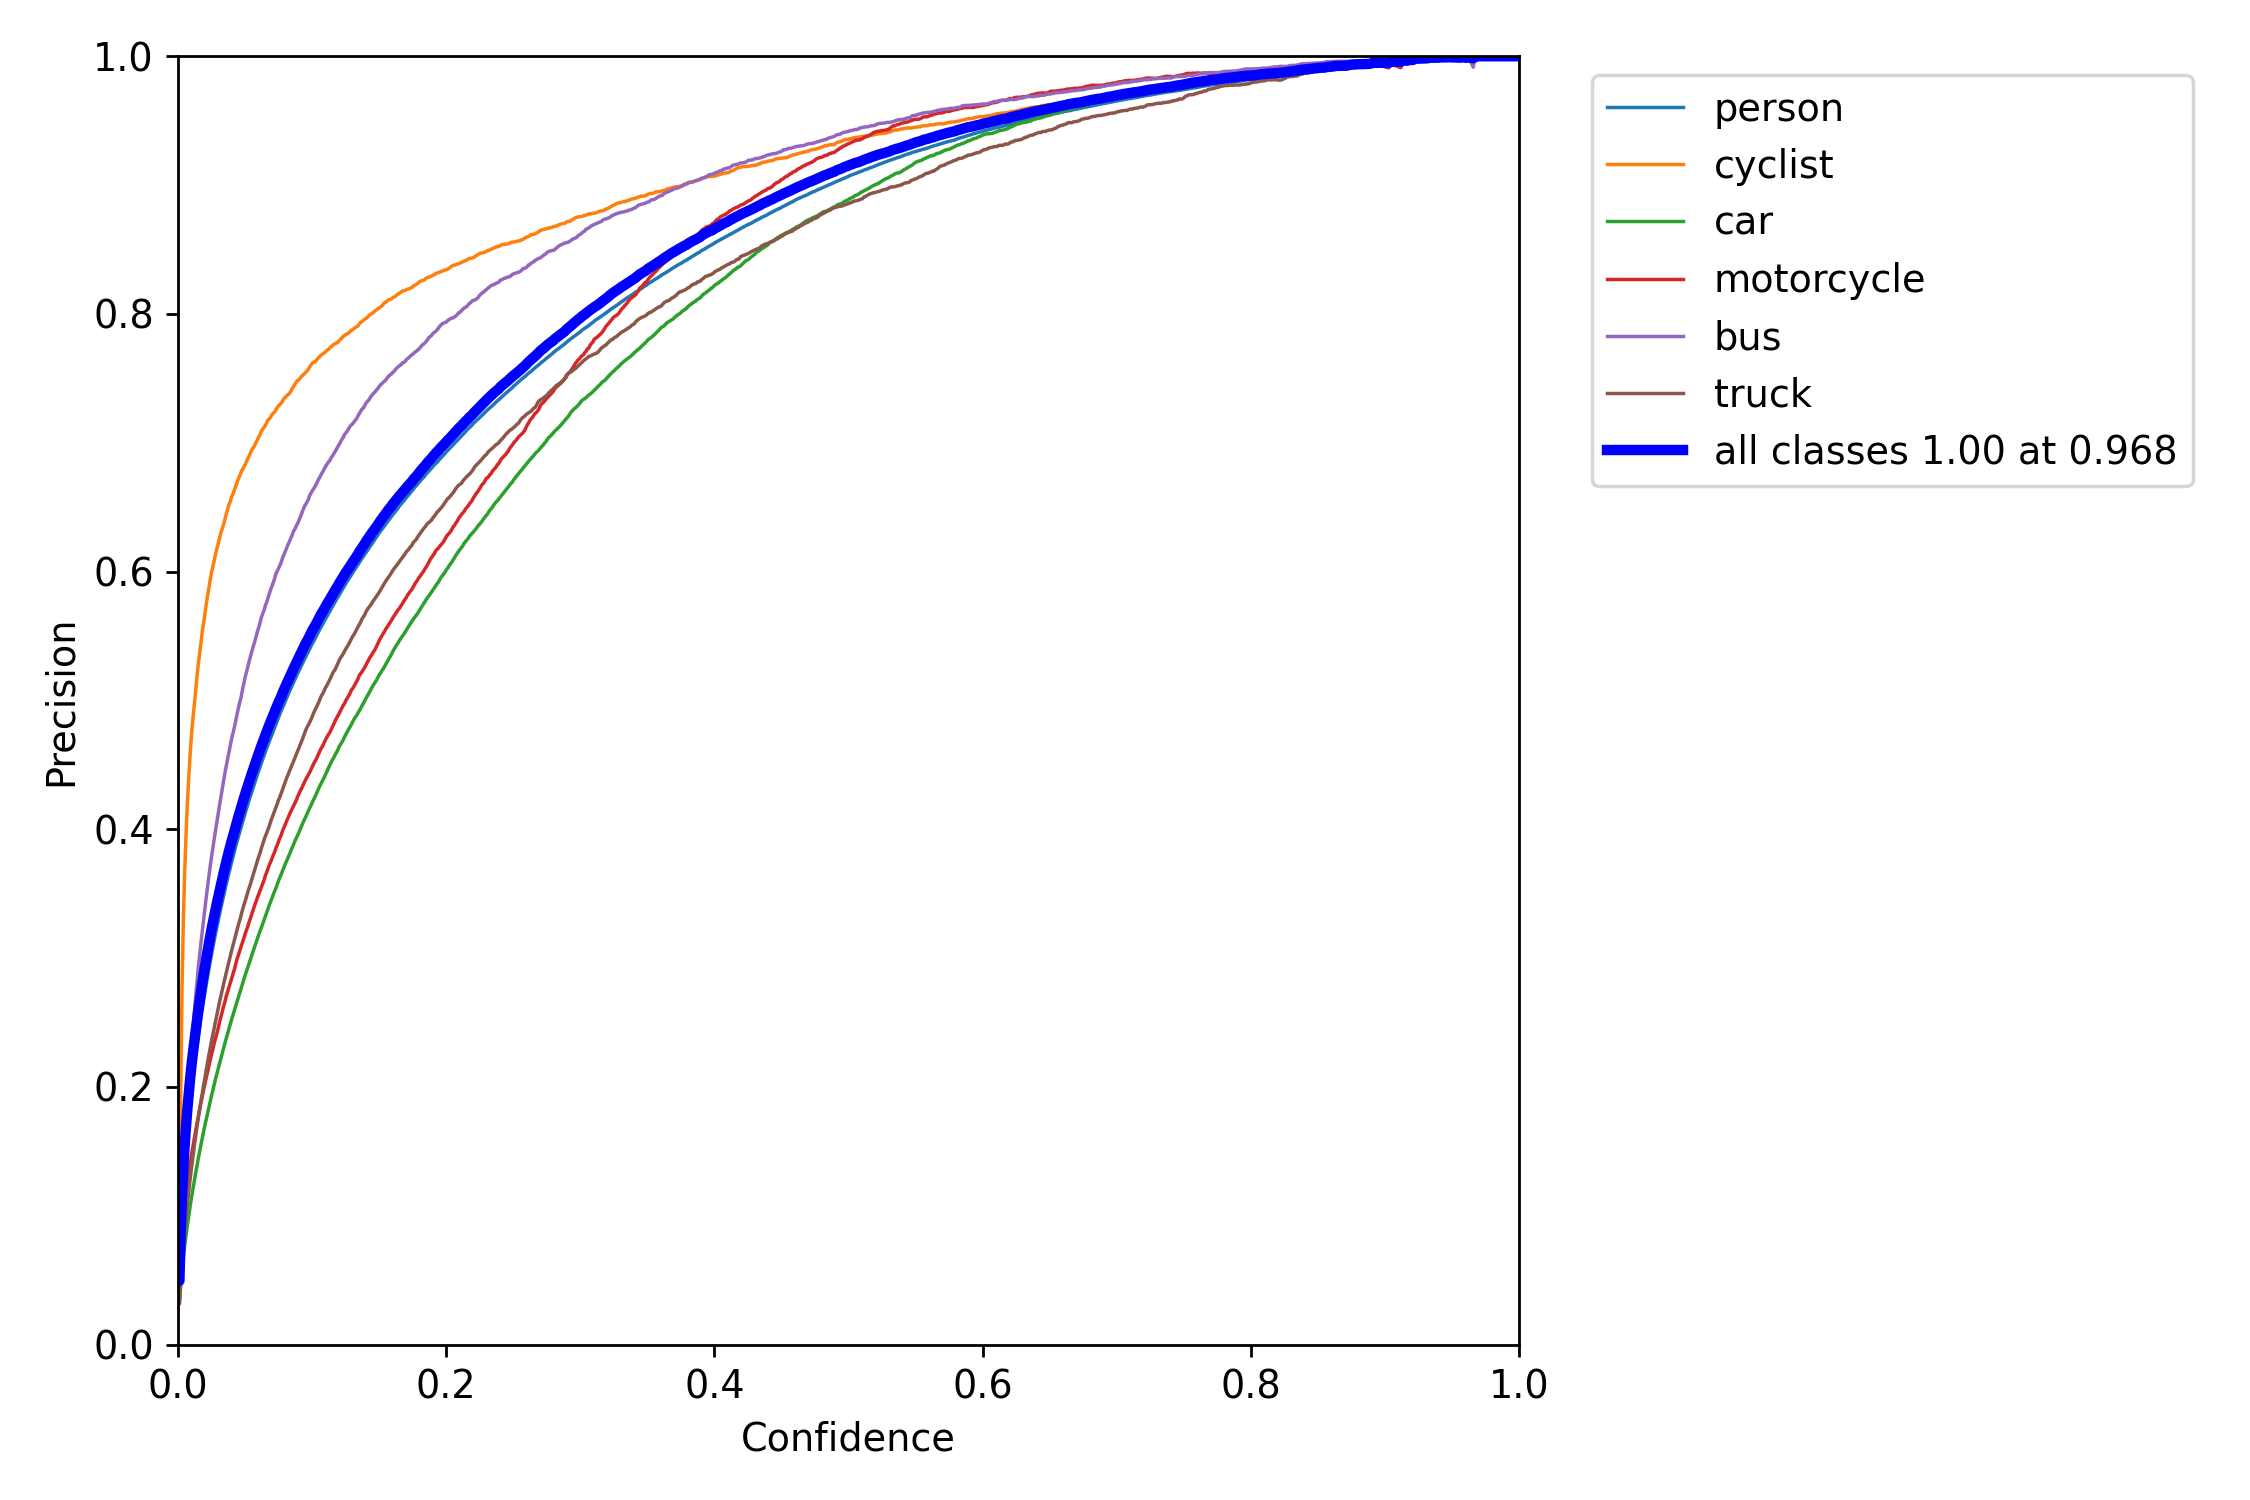 1.0
0.8
0.6
0.4
0.2
0.0
0.0 0.2 0.4 0.6 0.8 1.0
Precision
Confidence
person
cyclist
car
motorcycle
bus
truck
all classes 1.00 at 0.968